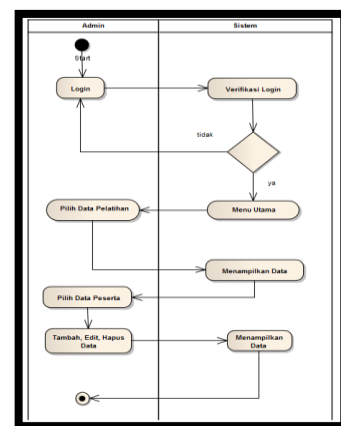 Admin
Sistem
Start
Login
Verifikasi Login
tidak
ya
Pilih Data Pelatihan
Menu Utama
Menampilkan Data
Pilih Data Peserta
Tambah, Edit, Hapus
Data
Menampilkan
Data